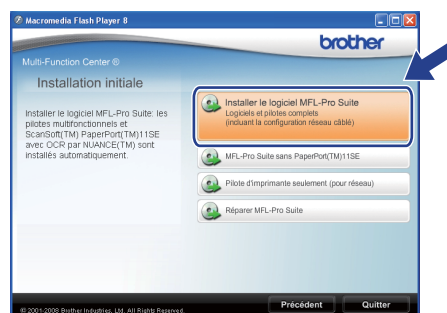 Macromedia Flash Player 8
brother
Multi-Function Center ®
Installation initiale
Installer le logiciel MFL-Pro Suite: les
pilotes multifonctionnels et
ScanSoft(TM) PaperPort(TM)11SE
avec OCR par NUANCE(TM) sont
installés automatiquement.
Installer le logiciel MFL-Pro Suite
Logiciels et pilotes complets
(incluant la configuration réseau câblé)
MFL-Pro Suite sans PaperPort(TM)11SE
Pilote d'imprimante seulement (pour réseau)
Réparer MFL-Pro Suite
© 2001-2008 Brother Industries, Ltd. All Rights Reserved.
Précédent
Quitter